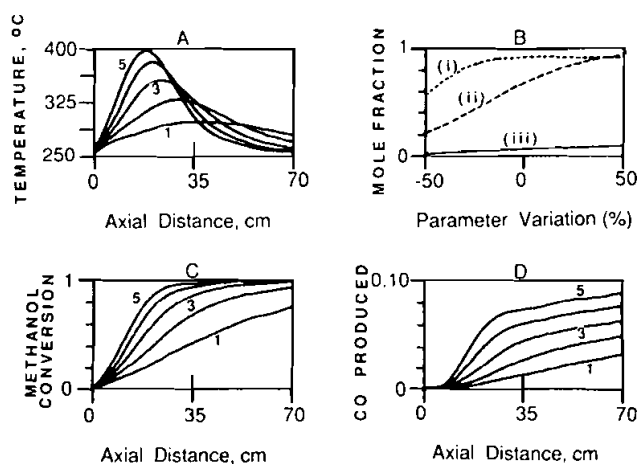 A
TEMPERATURE, °C
400
325
250
5
3
1
0 35 70
Axial Distance, cm
B
MOLE FRACTION
1
0
(i)
(ii)
(iii)
-50 0 50
Parameter Variation (%)
C
METHANOL
CONVERSION
1
0
5
3
1
0 35 70
Axial Distance, cm
D
CO PRODUCED
0.10
0
5
3
1
0 35 70
Axial Distance, cm